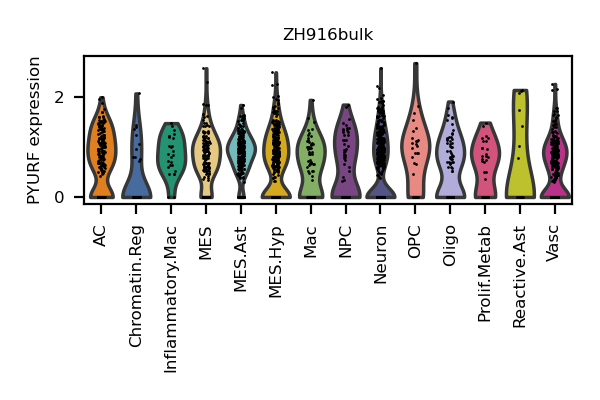 ZH916bulk
PYURF expression
2
0
AC
Chromatin.Reg
Inflammatory.Mac
MES
MES.Ast
MES.Hyp
Mac
NPC
Neuron
OPC
Oligo
Prolif.Metab
Reactive.Ast
Vasc